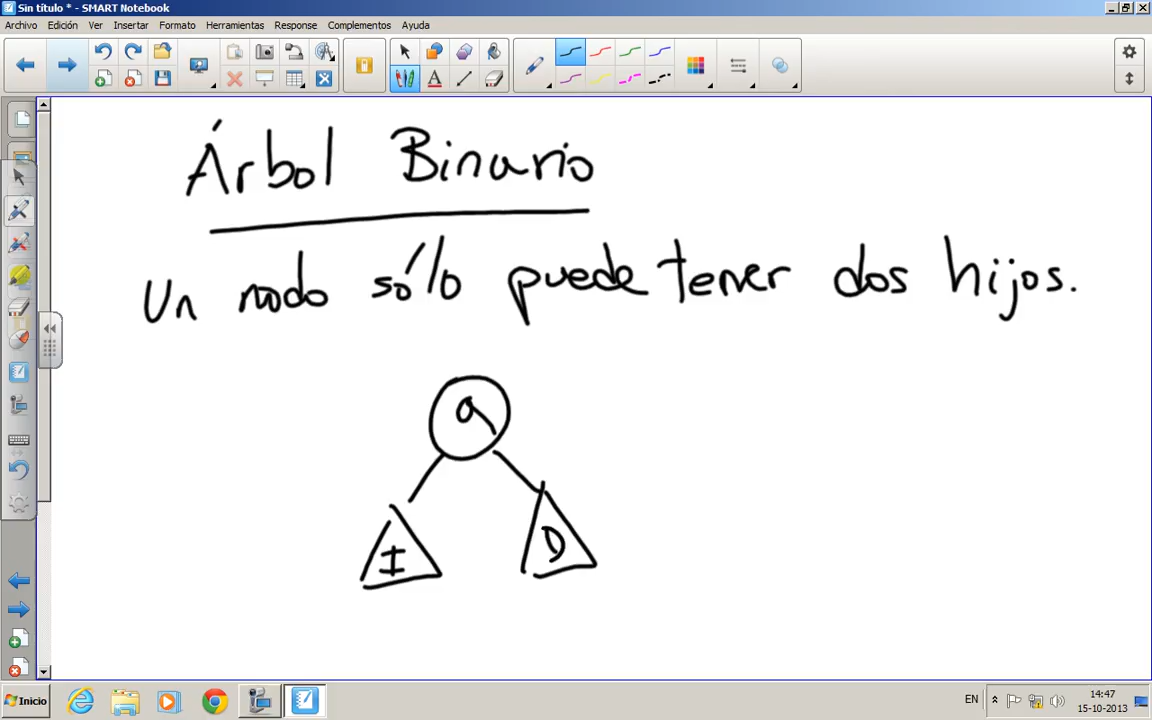 Sin título * - SMART Notebook
Archivo Edición Ver Insertar Formato Herramientas Response Complementos Ayuda
Árbol Binario
Un nodo sólo puede tener dos hijos.
a
I D
Inicio EN 14:47
15-10-2013